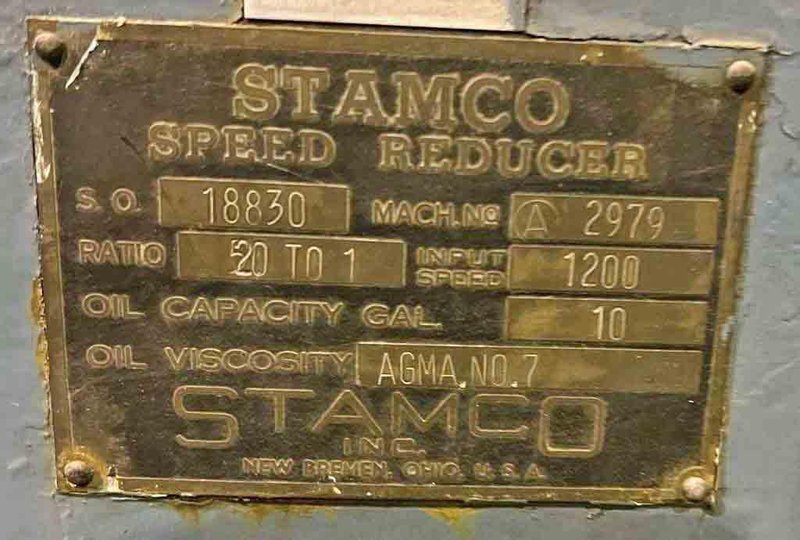 STAMCO
SPEED REDUCER
S.O. 18830 MACH. NO. A 2979
RATIO 20 TO 1 INPUT SPEED 1200
OIL CAPACITY GAL. 10
OIL VISCOSITY AGMA. NO. 7
STAMCO
INC.
NEW BREMEN, OHIO, U.S.A.